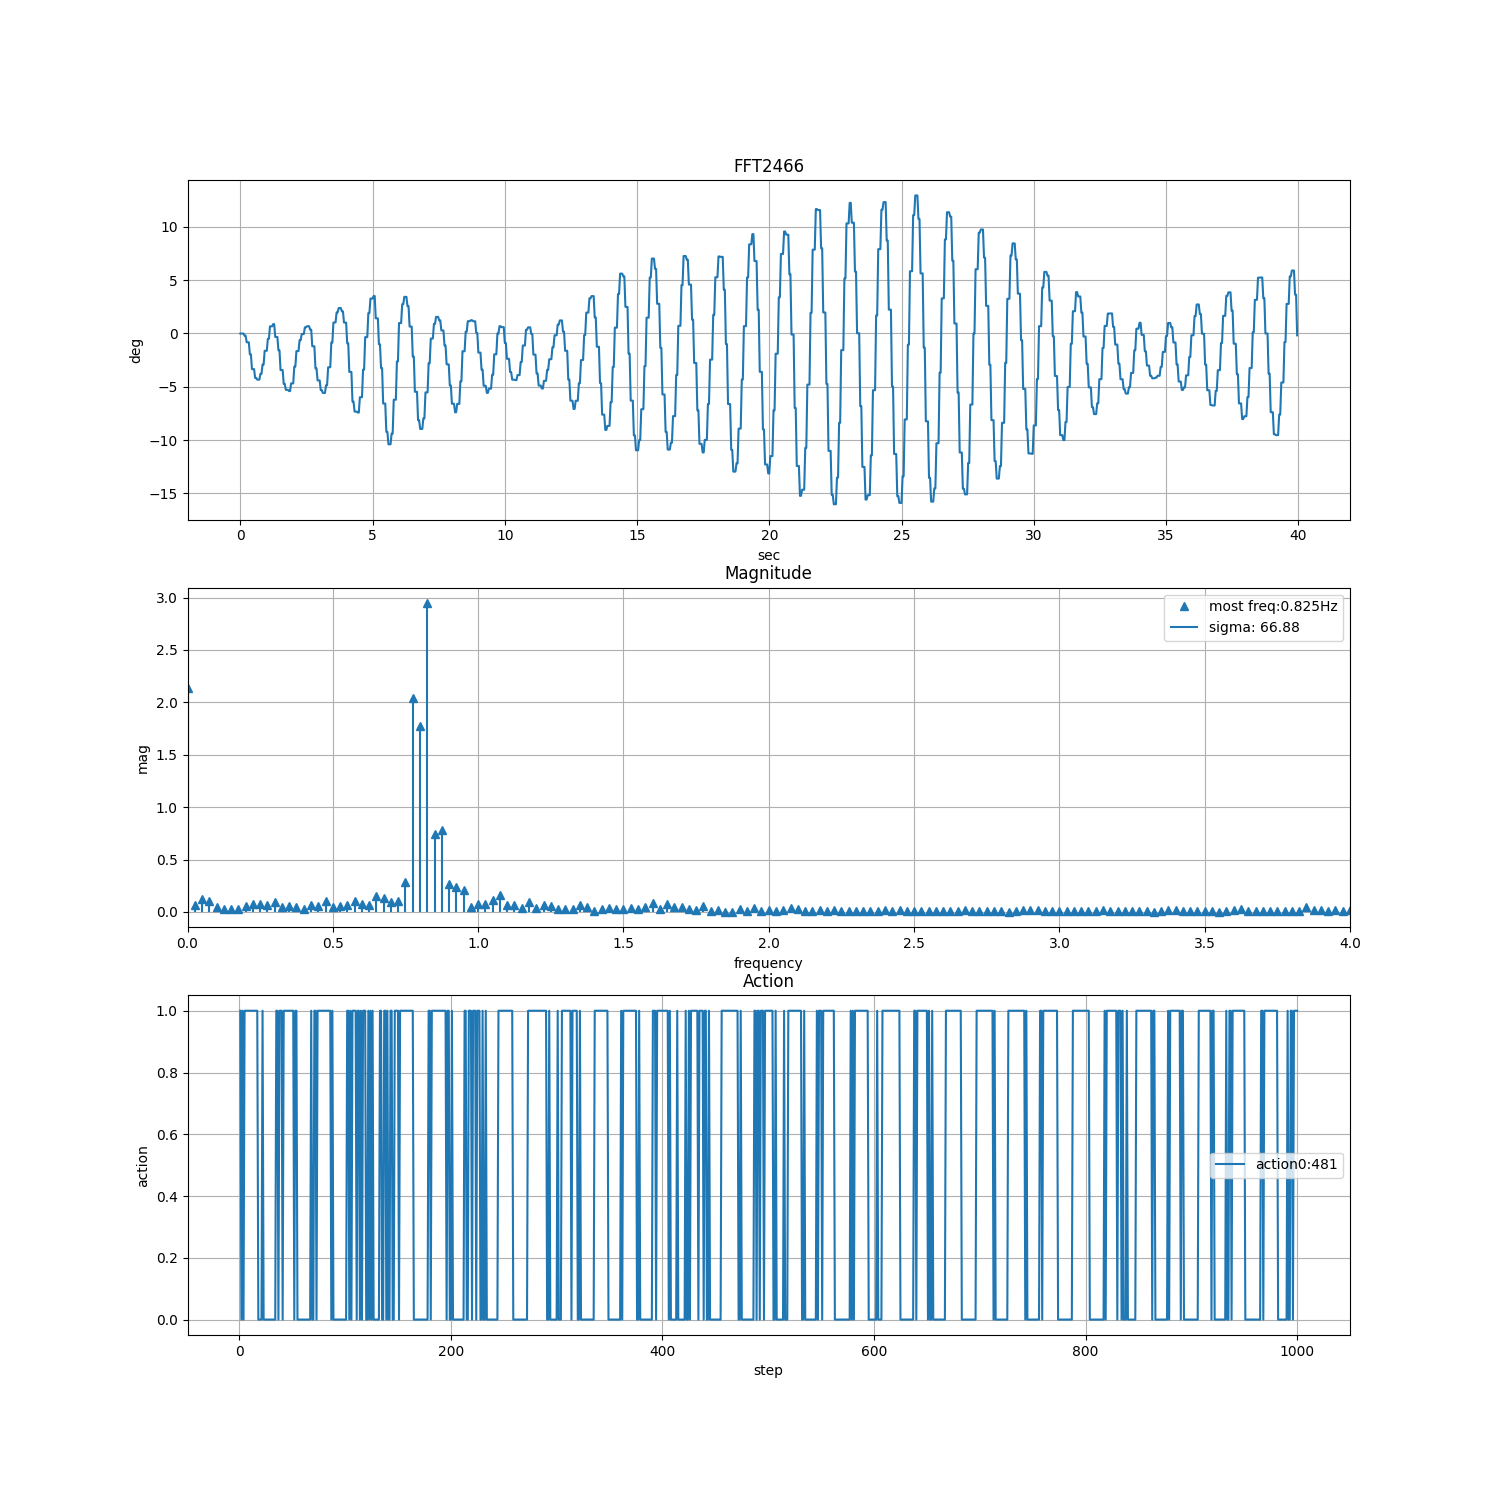 FFT2466
10
5
0
−5
−10
−15
deg
0 5 10 15 20 25 30 35 40
sec
Magnitude
3.0
2.5
2.0
1.5
1.0
0.5
0.0
mag
most freq:0.825Hz
sigma: 66.88
0.0 0.5 1.0 1.5 2.0 2.5 3.0 3.5 4.0
frequency
Action
1.0
0.8
0.6
0.4
0.2
0.0
action
action0:481
0 200 400 600 800 1000
step